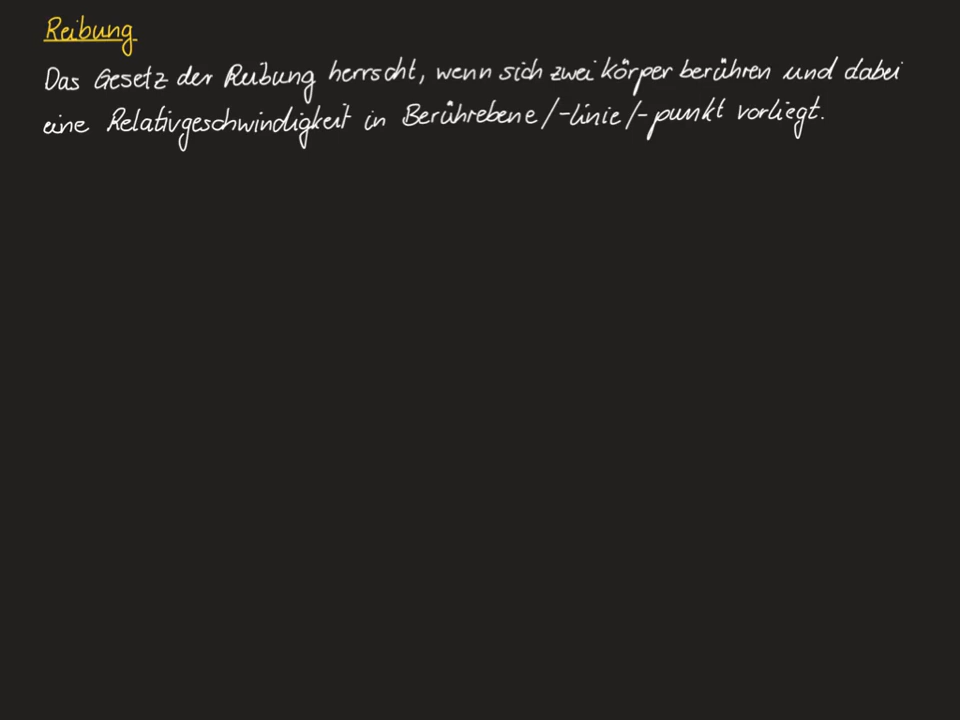 Reibung
Das Gesetz der Reibung herrscht, wenn sich zwei Körper berühren und dabei
eine Relativgeschwindigkeit in Berührebene/-linie/-punkt vorliegt.